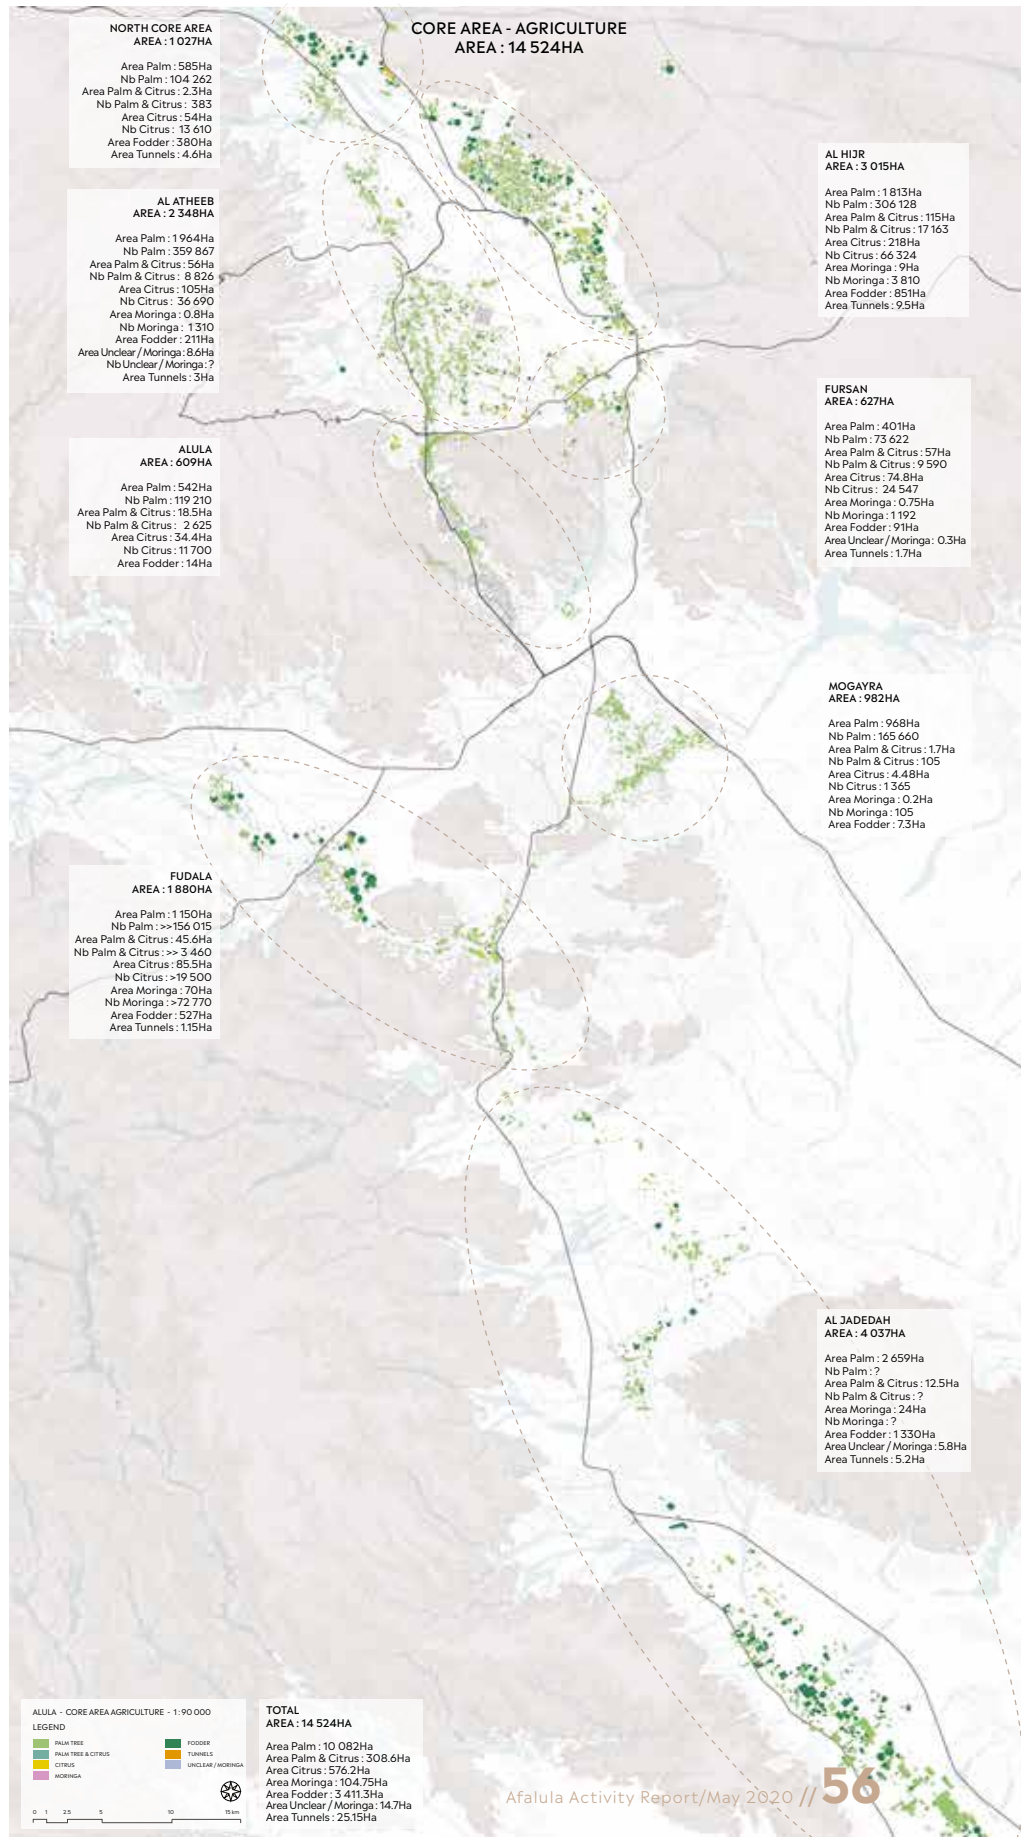 CORE AREA - AGRICULTURE
AREA : 14 524HA
NORTH CORE AREA
AREA : 1 027HA
Area Palm : 585Ha
Nb Palm : 104 262
Area Palm & Citrus : 2.3Ha
Nb Palm & Citrus : 383
Area Citrus : 54Ha
Nb Citrus : 13 610
Area Fodder : 380Ha
Area Tunnels : 4.6Ha
AL ATHEEB
AREA : 2 348HA
Area Palm : 1 964Ha
Nb Palm : 359 867
Area Palm & Citrus : 56Ha
Nb Palm & Citrus : 8 826
Area Citrus : 105Ha
Nb Citrus : 36 690
Area Moringa : 0.8Ha
Nb Moringa : 1 310
Area Fodder : 211Ha
Area Unclear / Moringa : 8.6Ha
Nb Unclear / Moringa : ?
Area Tunnels : 3Ha
ALULA
AREA : 609HA
Area Palm : 542Ha
Nb Palm : 119 210
Area Palm & Citrus : 18.5Ha
Nb Palm & Citrus : 2 625
Area Citrus : 34.4Ha
Nb Citrus : 11 700
Area Fodder : 14Ha
FUDALA
AREA : 1 880HA
Area Palm : 1 150Ha
Nb Palm : >>156 015
Area Palm & Citrus : 45.6Ha
Nb Palm & Citrus : >> 3 460
Area Citrus : 85.5Ha
Nb Citrus : >19 500
Area Moringa : 70Ha
Nb Moringa : >72 770
Area Fodder : 527Ha
Area Tunnels : 1.15Ha
AL HIJR
AREA : 3 015HA
Area Palm : 1 813Ha
Nb Palm : 306 128
Area Palm & Citrus : 115Ha
Nb Palm & Citrus : 17 163
Area Citrus : 218Ha
Nb Citrus : 66 324
Area Moringa : 9Ha
Nb Moringa : 3 810
Area Fodder : 851Ha
Area Tunnels : 9.5Ha
FURSAN
AREA : 627HA
Area Palm : 401Ha
Nb Palm : 73 622
Area Palm & Citrus : 57Ha
Nb Palm & Citrus : 9 590
Area Citrus : 74.8Ha
Nb Citrus : 24 547
Area Moringa : 0.75Ha
Nb Moringa : 1 192
Area Fodder : 91Ha
Area Unclear / Moringa : 0.3Ha
Area Tunnels : 1.7Ha
MOGAYRA
AREA : 982HA
Area Palm : 968Ha
Nb Palm : 165 660
Area Palm & Citrus : 1.7Ha
Nb Palm & Citrus : 105
Area Citrus : 4.48Ha
Nb Citrus : 1 365
Area Moringa : 0.2Ha
Nb Moringa : 105
Area Fodder : 7.3Ha
AL JADEDAH
AREA : 4 037HA
Area Palm : 2 659Ha
Nb Palm : ?
Area Palm & Citrus : 12.5Ha
Nb Palm & Citrus : ?
Area Moringa : 24Ha
Nb Moringa : ?
Area Fodder : 1 330Ha
Area Unclear / Moringa : 5.8Ha
Area Tunnels : 5.2Ha
ALULA - CORE AREA AGRICULTURE - 1 : 90 000
LEGEND
PALM TREE
PALM TREE & CITRUS
CITRUS
MORINGA
FODDER
TUNNELS
UNCLEAR / MORINGA
0 1 2.5 5 10 15 km
TOTAL
AREA : 14 524HA
Area Palm : 10 082Ha
Area Palm & Citrus : 308.6Ha
Area Citrus : 576.2Ha
Area Moringa : 104.75Ha
Area Fodder : 3 411.3Ha
Area Unclear / Moringa : 14.7Ha
Area Tunnels : 25.15Ha
Afalula Activity Report/May 2020 // 56